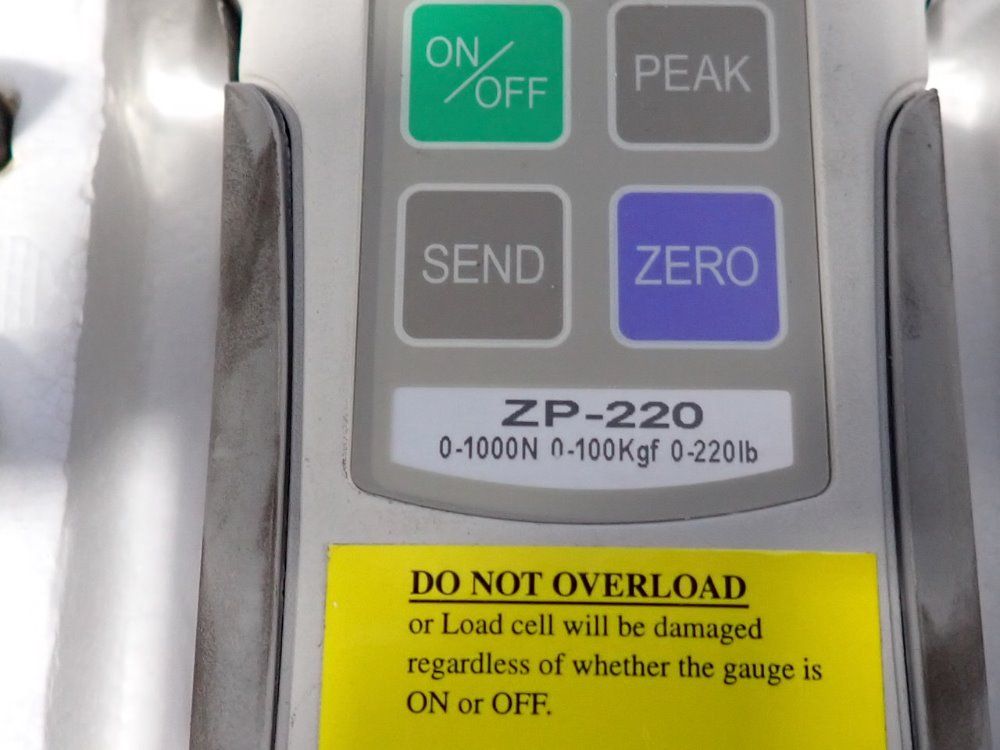 ON/OFF
PEAK
SEND
ZERO
ZP-220
0-1000N 0-100Kgf 0-220lb
DO NOT OVERLOAD
or Load cell will be damaged
regardless of whether the gauge is
ON or OFF.